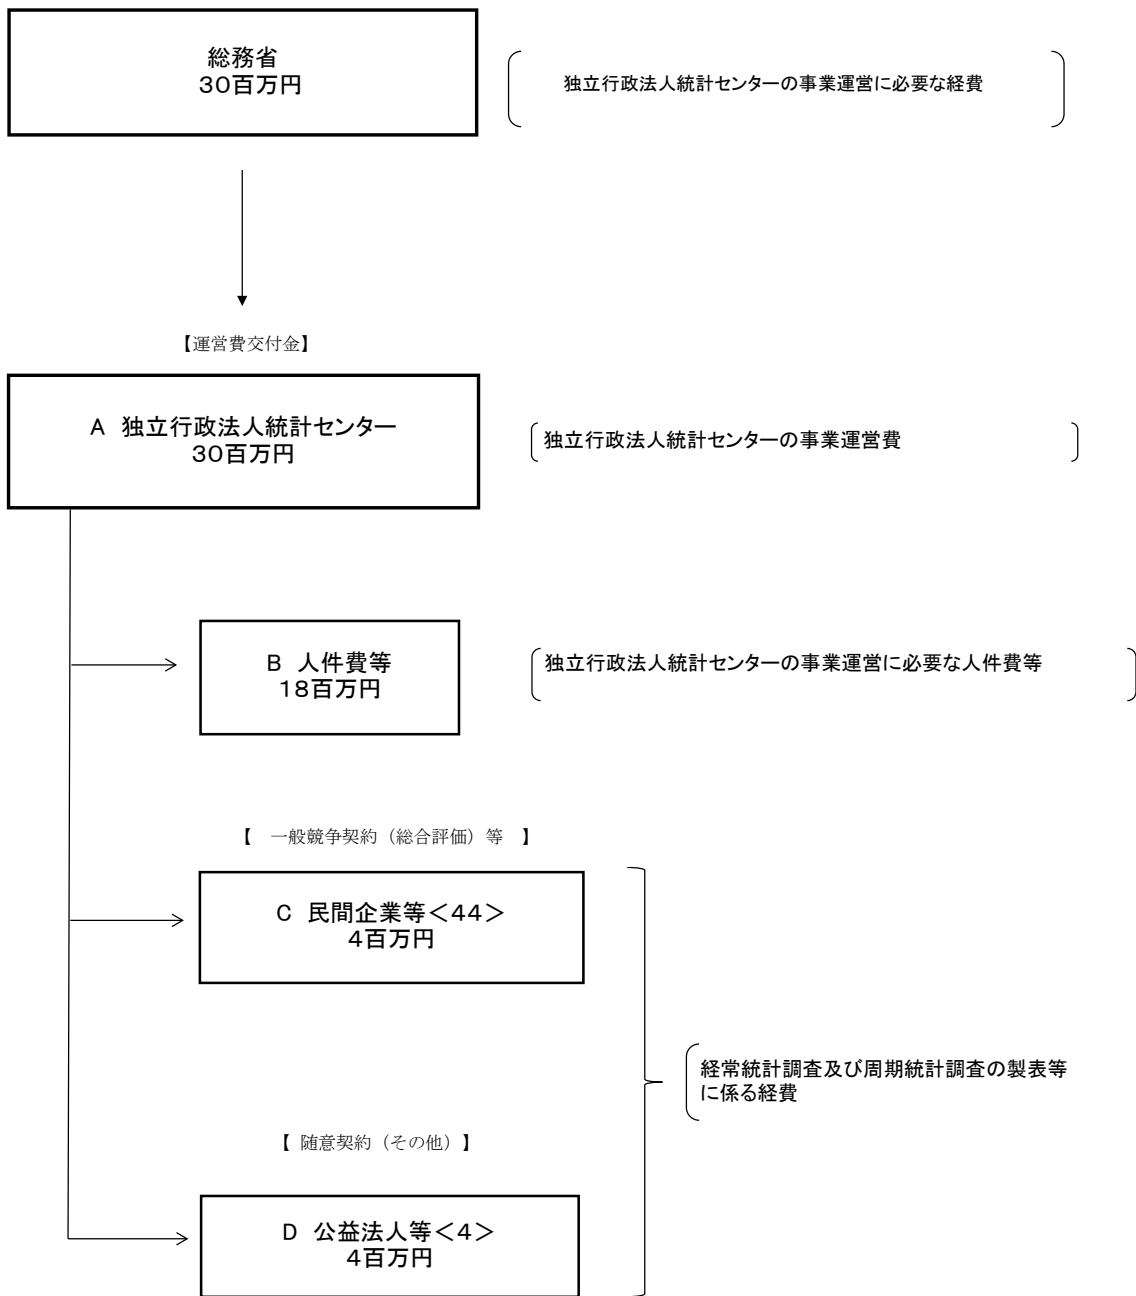 総務省
30百万円
独立行政法人統計センターの事業運営に必要な経費
【運営費交付金】
A 独立行政法人統計センター
30百万円
独立行政法人統計センターの事業運営費
B 人件費等
18百万円
独立行政法人統計センターの事業運営に必要な人件費等
【 一般競争契約（総合評価）等 】
C 民間企業等＜44＞
4百万円
経常統計調査及び周期統計調査の製表等
に係る経費
【 随意契約（その他）】
D 公益法人等＜4＞
4百万円